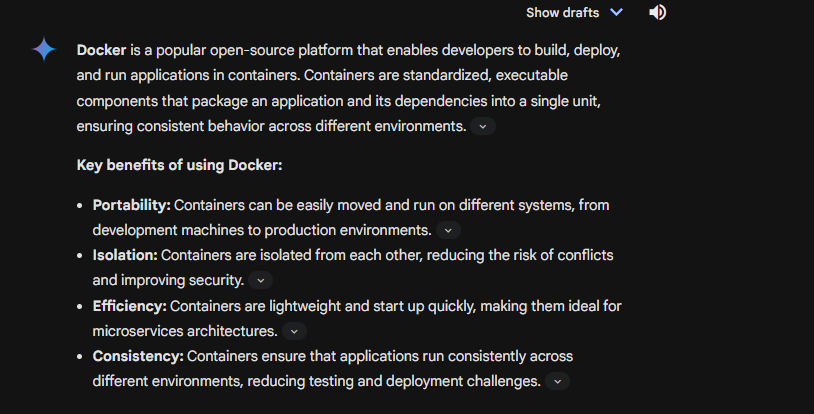 Show drafts
Docker is a popular open-source platform that enables developers to build, deploy,
and run applications in containers. Containers are standardized, executable
components that package an application and its dependencies into a single unit,
ensuring consistent behavior across different environments.
Key benefits of using Docker:
• Portability: Containers can be easily moved and run on different systems, from
development machines to production environments.
• Isolation: Containers are isolated from each other, reducing the risk of conflicts
and improving security.
• Efficiency: Containers are lightweight and start up quickly, making them ideal for
microservices architectures.
• Consistency: Containers ensure that applications run consistently across
different environments, reducing testing and deployment challenges.